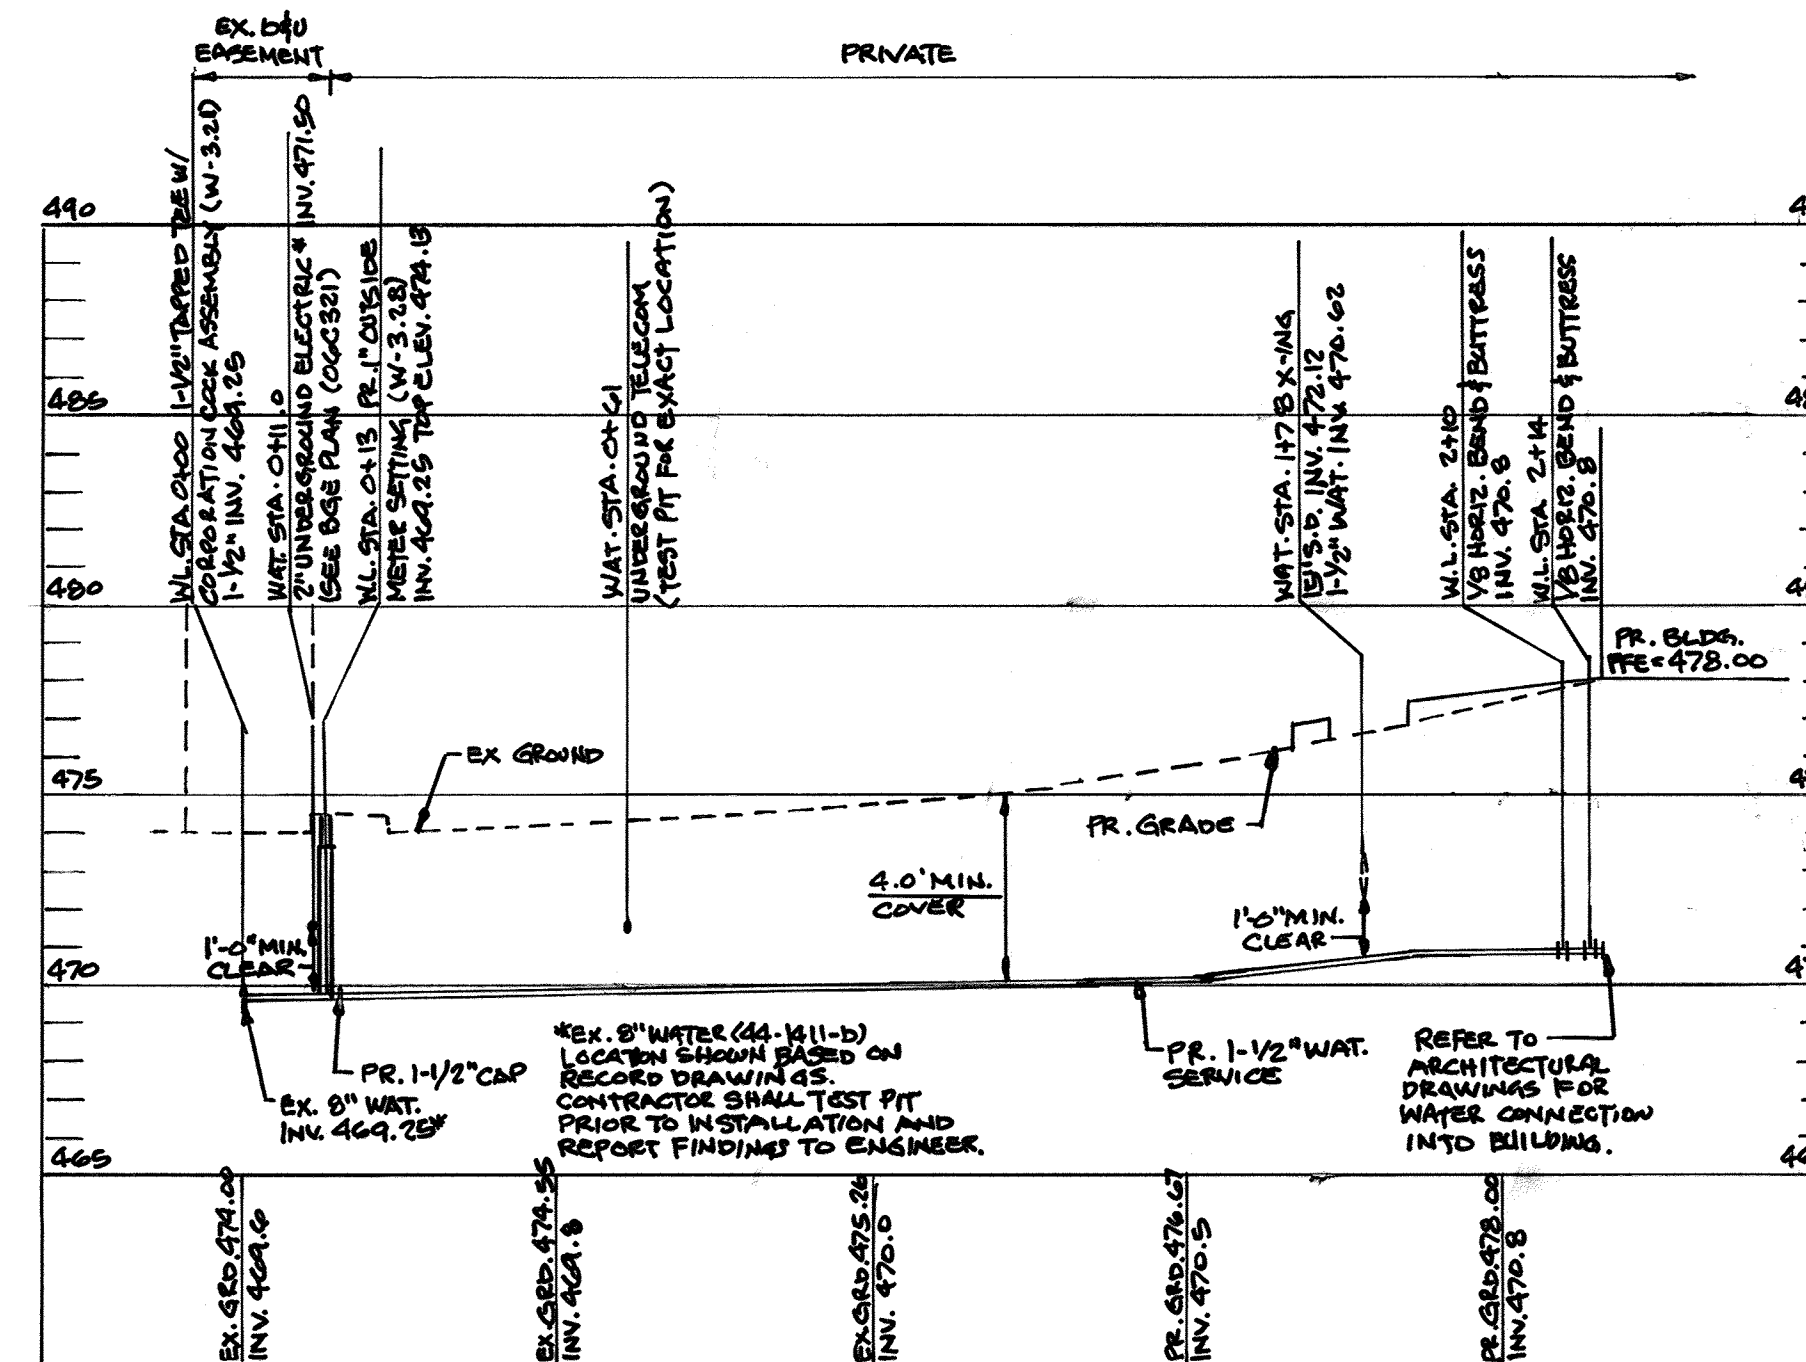 EX. D&U
EASEMENT
PRIVATE
W.L. STA 0+00 1-1/2" TAPPED TEE W/
CORPORATION COCK ASSEMBLY (W-3.21)
1-1/2" INV. 469.25
WAT. STA. 0+11.0
2" UNDERGROUND ELECTRIC* INV. 471.50
(SEE BGE PLAN (OGC321)
W.L. STA. 0+13 PR. 1" OUTSIDE
METER SETTING (W-3.28)
INV. 469.25 TOP ELEV. 474.13
WAT. STA. 0+61
UNDERGROUND TELECOM
(TEST PIT FOR EXACT LOCATION)
WAT. STA. 1+78 X-ING
15" S.D. INV. 472.12
1-1/2" WAT. INV. 470.62
W.L. STA. 2+10
1/8 HORIZ. BEND & BUTTRESS
INV. 470.8
W.L. STA 2+14
1/8 HORIZ. BEND & BUTTRESS
INV. 470.8
490
485
480
475
470
465
PR. BLDG.
FFE=478.00
EX GROUND
PR. GRADE
4.0' MIN.
COVER
1'-0" MIN.
CLEAR
1'-0" MIN.
CLEAR
PR. 1-1/2" CAP
EX. 8" WAT.
INV. 469.25*
*EX. 8" WATER (44-1411-D)
LOCATION SHOWN BASED ON
RECORD DRAWINGS.
CONTRACTOR SHALL TEST PIT
PRIOR TO INSTALLATION AND
REPORT FINDINGS TO ENGINEER.
PR. 1-1/2" WAT.
SERVICE
REFER TO
ARCHITECTURAL
DRAWINGS FOR
WATER CONNECTION
INTO BUILDING.
EX. GRD. 474.00
INV. 469.6
EX. GRD. 474.55
INV. 469.8
EX GRD. 475.26
INV. 470.0
PR. GRD. 476.67
INV. 470.5
PR. GRD. 478.00
INV. 470.8